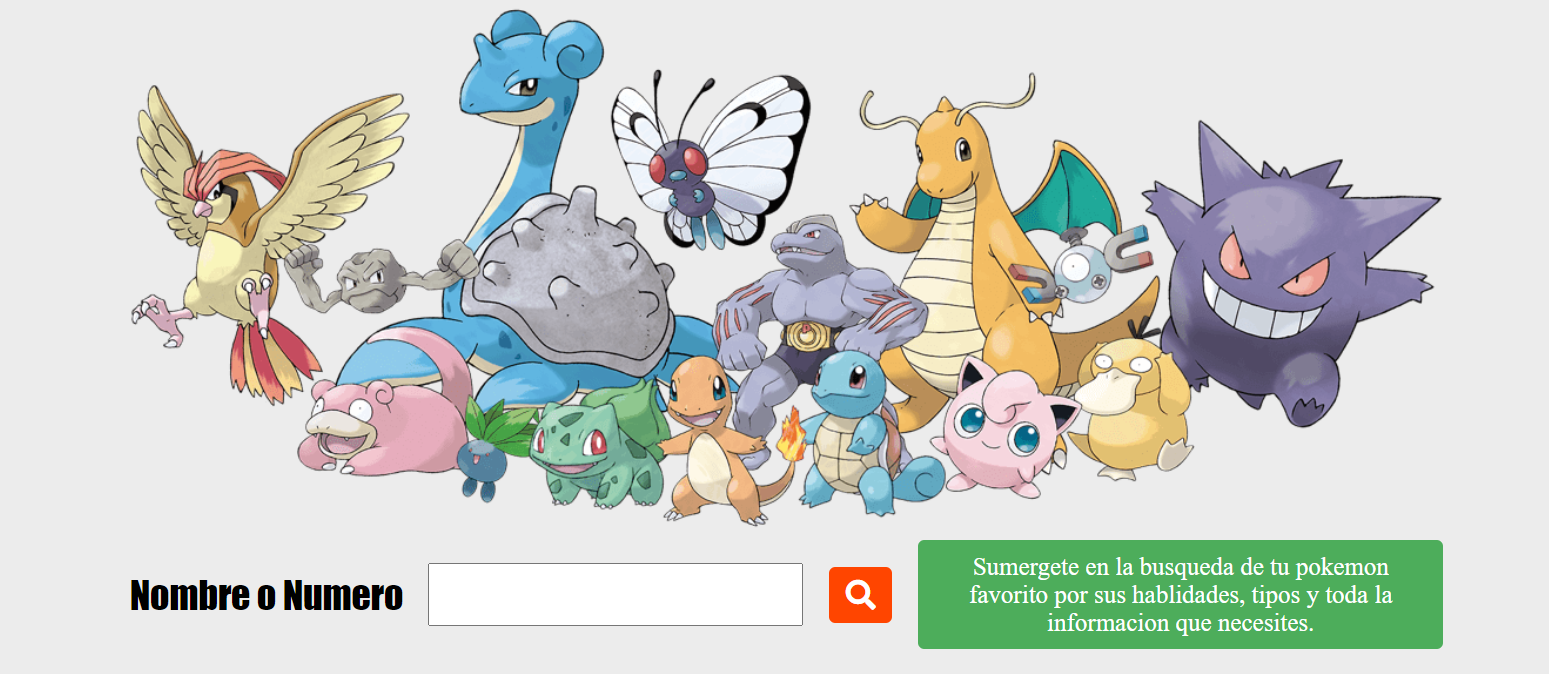 Nombre o Numero
Sumergete en la busqueda de tu pokemon
favorito por sus hablidades, tipos y toda la
informacion que necesites.